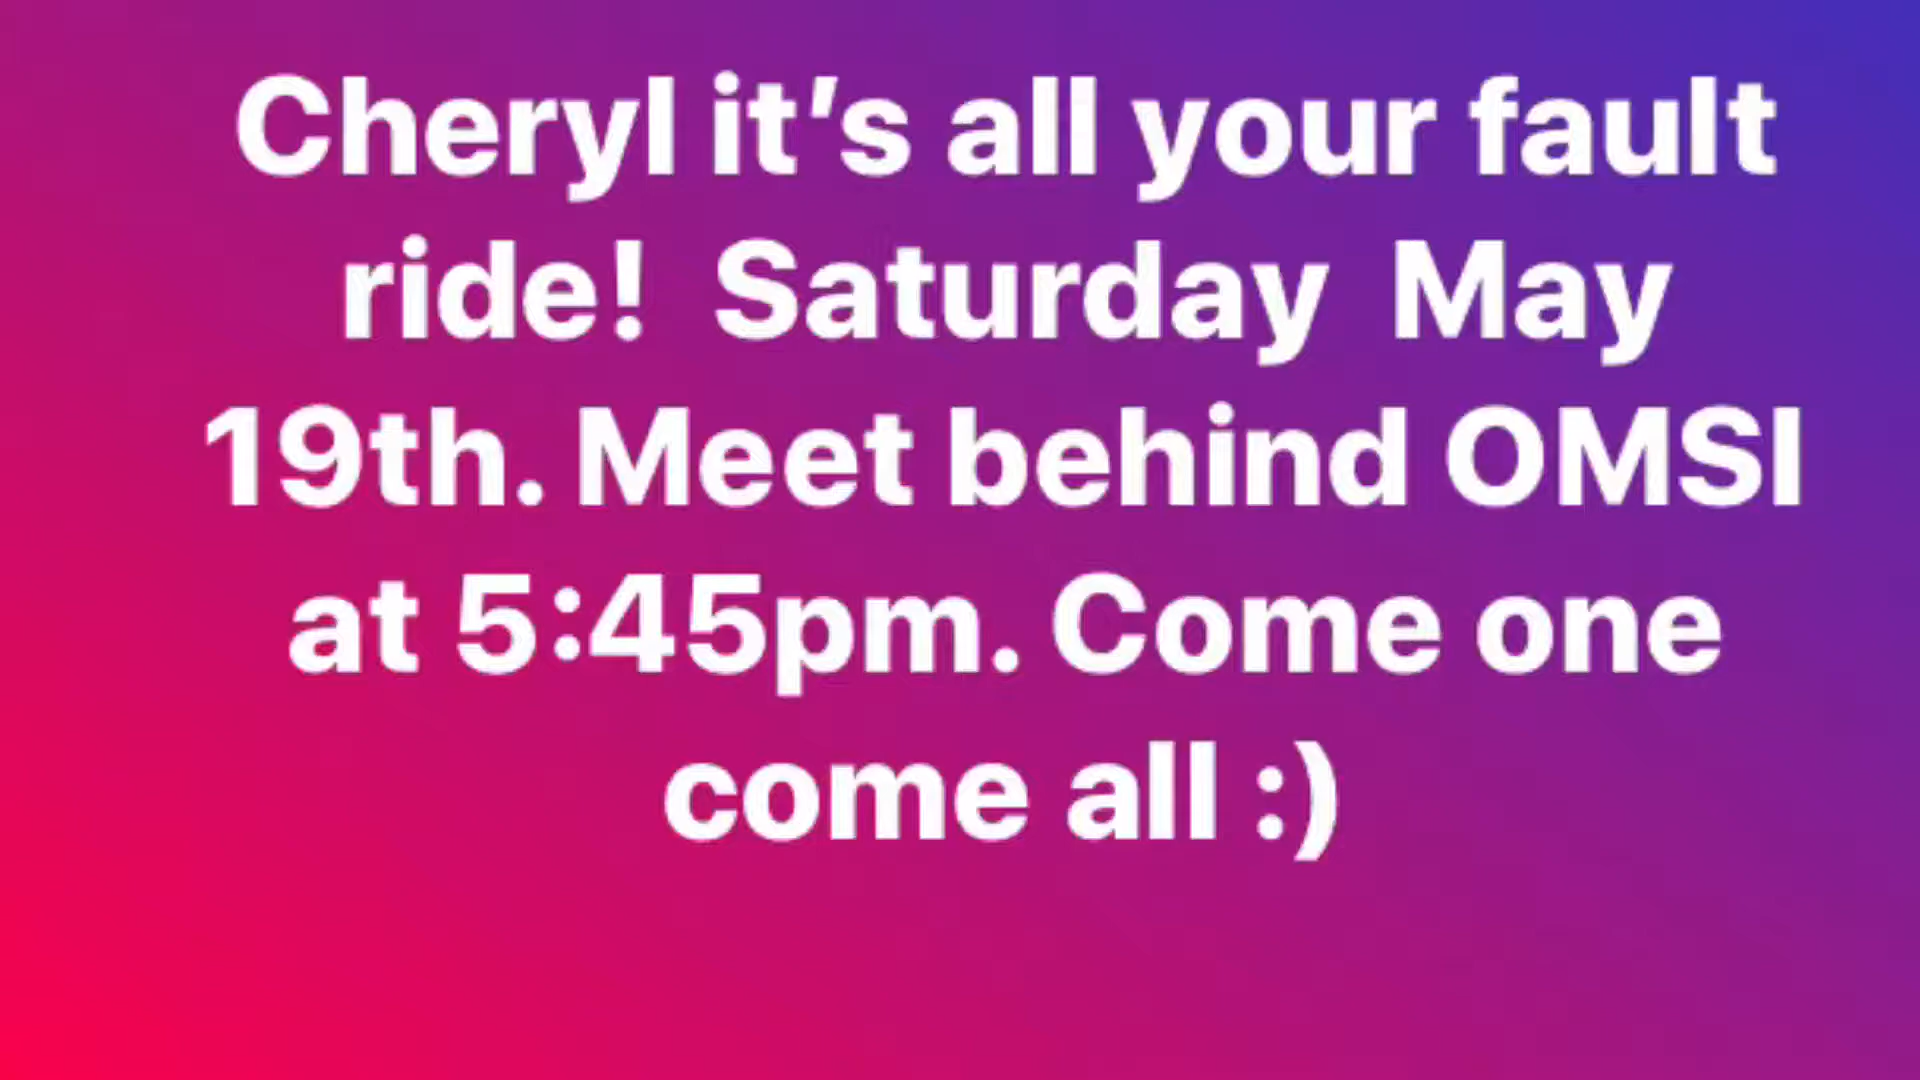 Cheryl it’s all your fault
ride!  Saturday  May
19th. Meet behind OMSI
at 5:45pm. Come one
come all :)